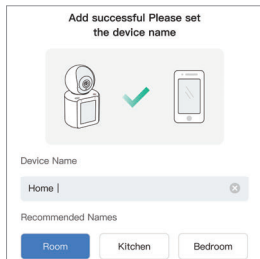 Add successful Please set
the device name
Device Name
Home
Recommended Names
Room Kitchen Bedroom